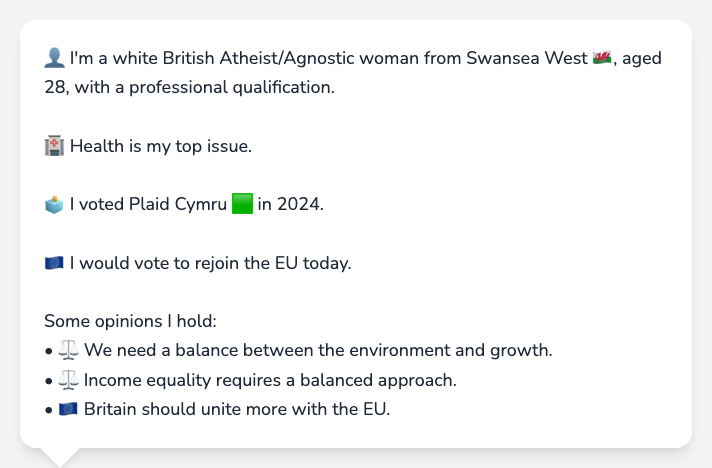 👤 I'm a white British Atheist/Agnostic woman from Swansea West 🏴󠁧󠁢󠁷󠁬󠁳󠁿, aged
28, with a professional qualification.
🏥 Health is my top issue.
🗳️ I voted Plaid Cymru 🟩 in 2024.
🇪🇺 I would vote to rejoin the EU today.
Some opinions I hold:
• ⚖️ We need a balance between the environment and growth.
• ⚖️ Income equality requires a balanced approach.
• 🇪🇺 Britain should unite more with the EU.